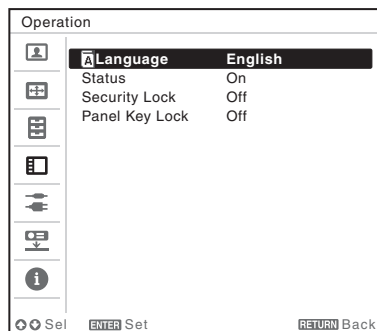 Operation
A Language English
Status On
Security Lock Off
Panel Key Lock Off
Sel ENTER Set RETURN Back